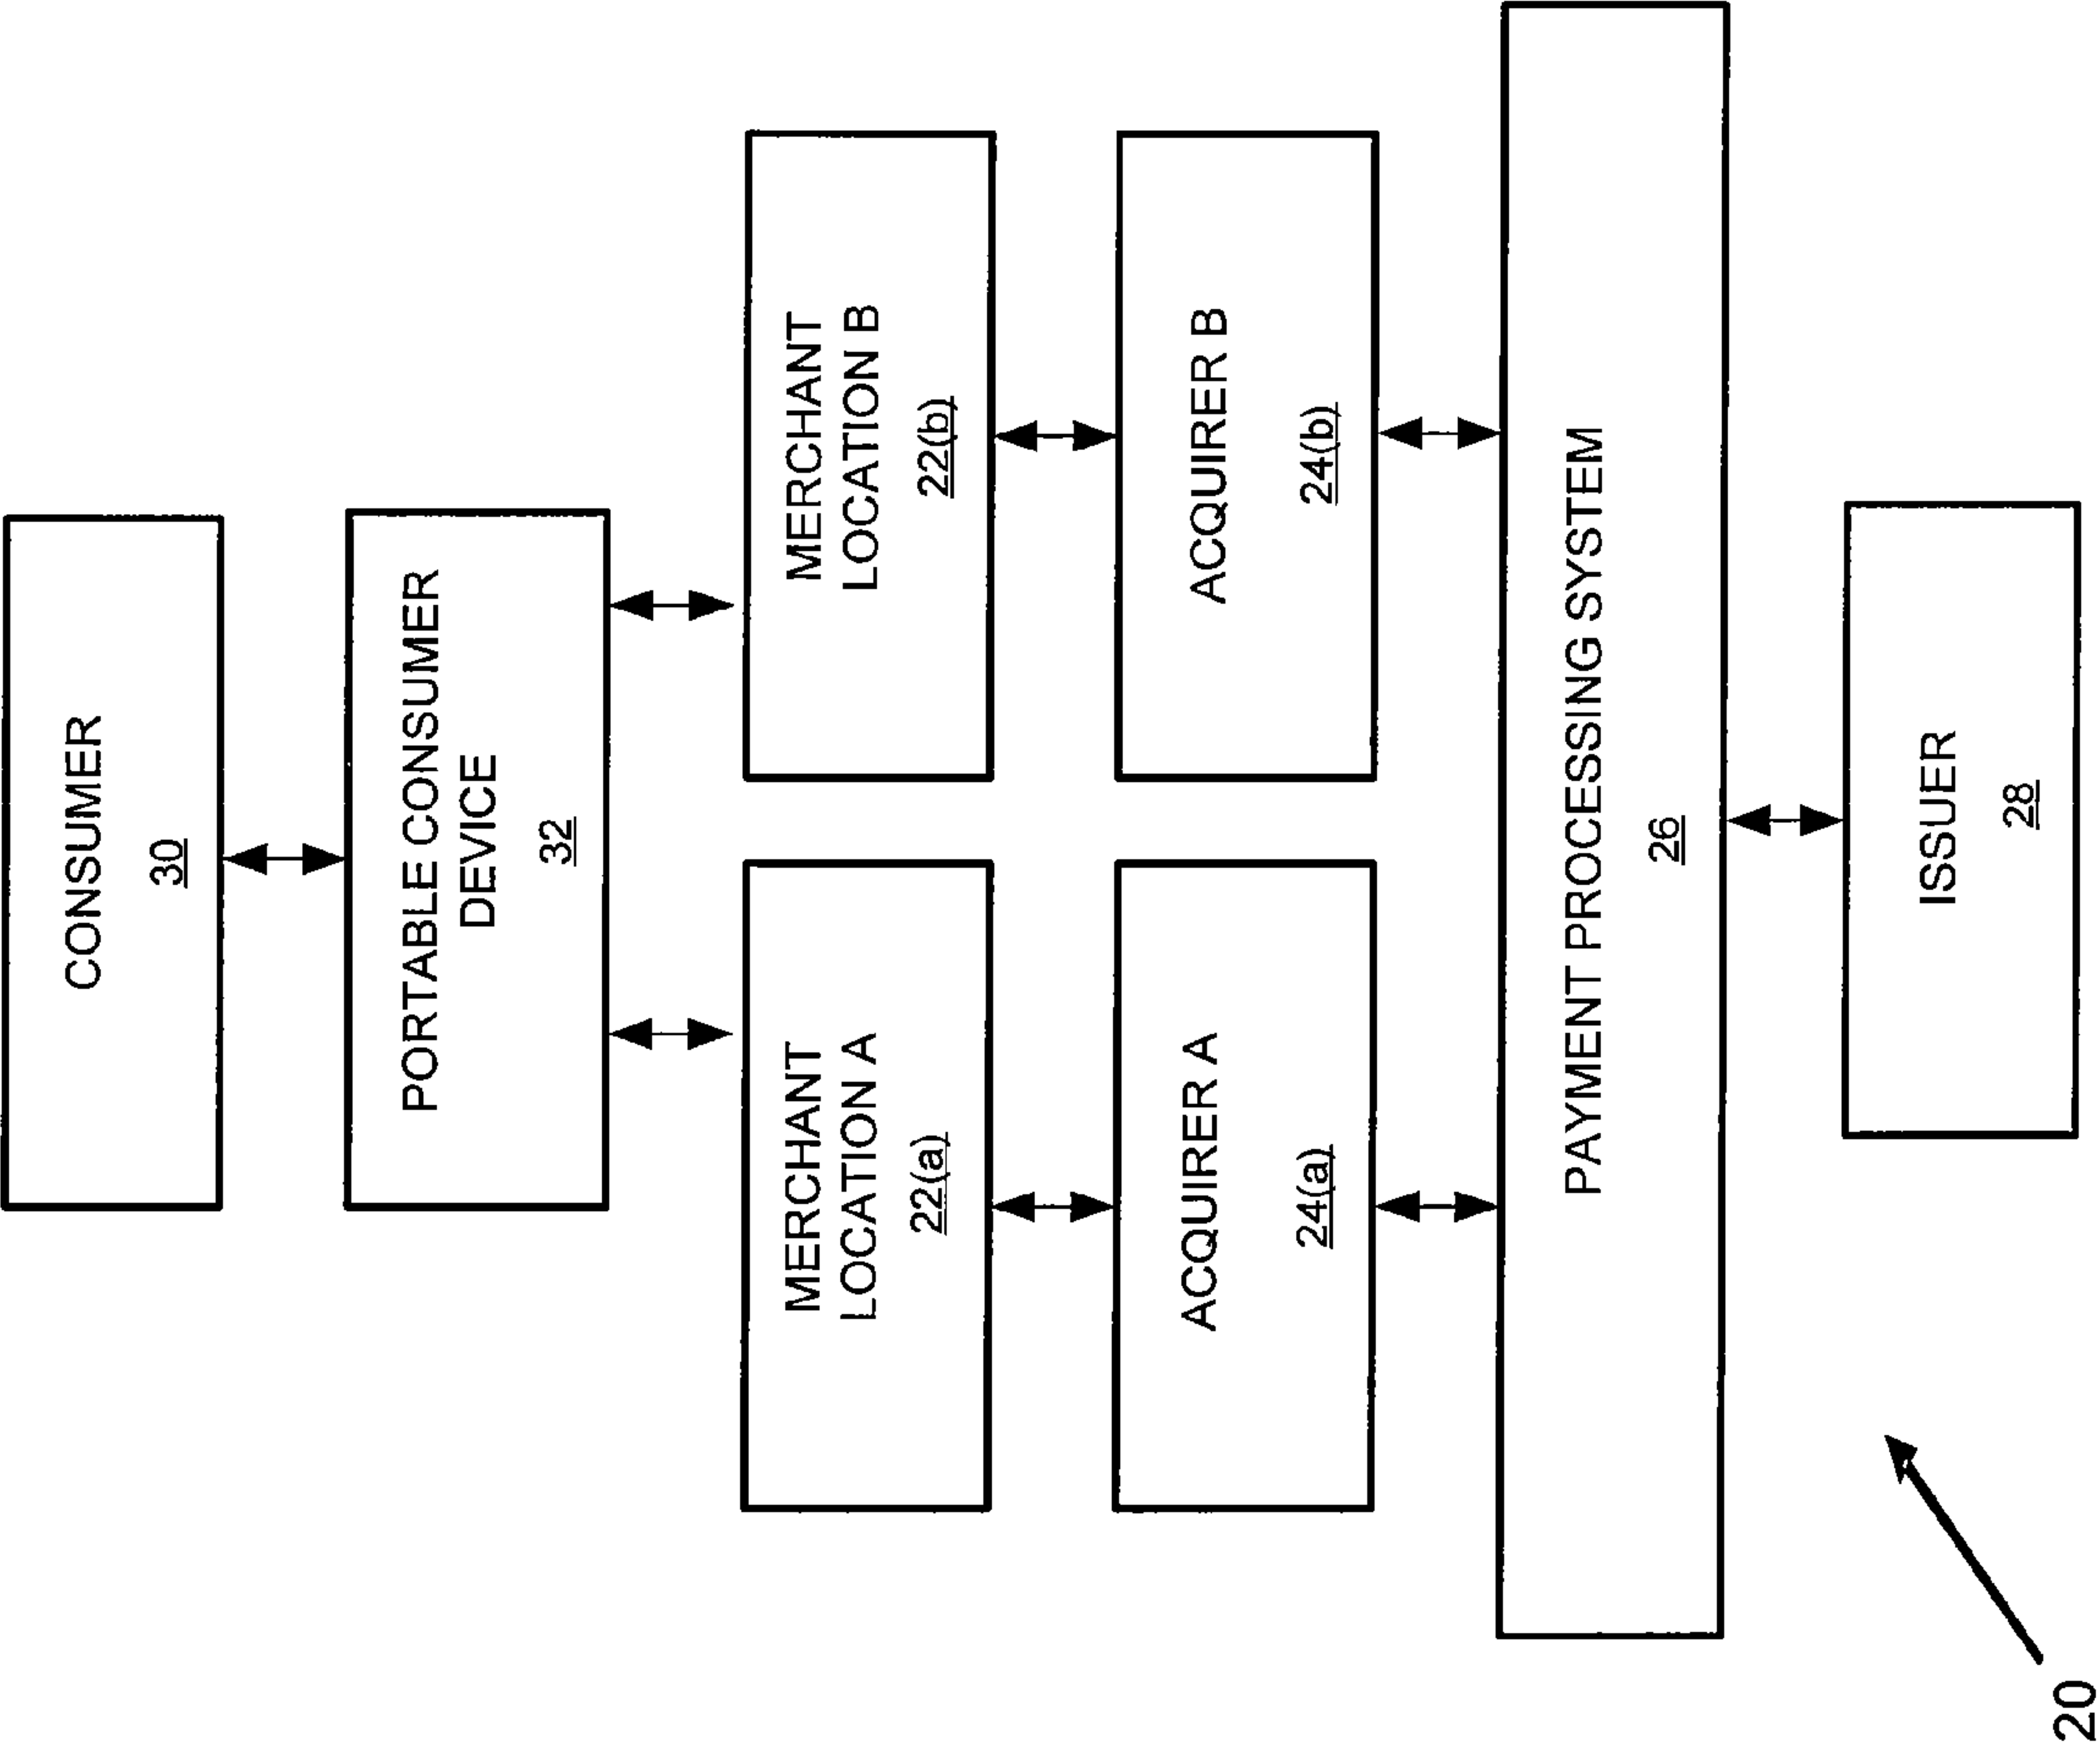 CONSUMER
30
PORTABLE CONSUMER
DEVICE
32
MERCHANT
LOCATION A
22(a)
MERCHANT
LOCATION B
22(b)
ACQUIRER A
24(a)
ACQUIRER B
24(b)
PAYMENT PROCESSING SYSTEM
26
ISSUER
28
20